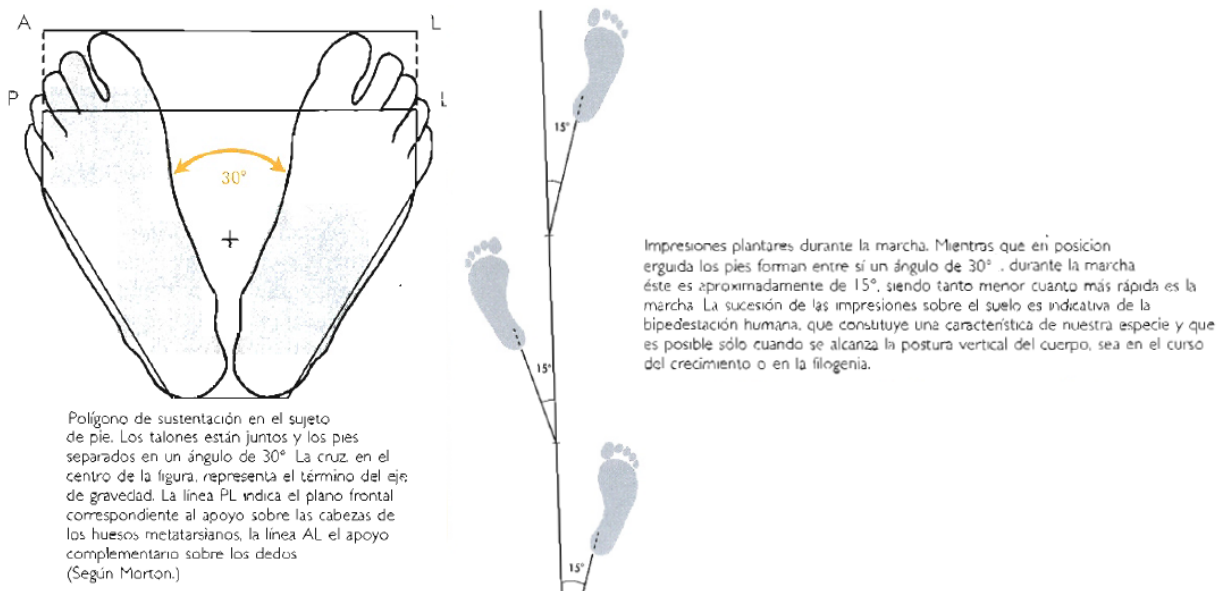 A
L
P
L
30°
Polígono de sustentación en el sujeto
de pie. Los talones están juntos y los pies
separados en un ángulo de 30° La cruz, en el
centro de la figura, representa el término del eje
de gravedad. La línea PL indica el plano frontal
correspondiente al apoyo sobre las cabezas de
los huesos metatarsianos, la línea AL el apoyo
complementario sobre los dedos
(Según Morton.)
15°
15°
15°
Impresiones plantares durante la marcha. Mientras que en posicion
erguida los pies forman entre sí un ángulo de 30° , durante la marcha
éste es aproximadamente de 15°, siendo tanto menor cuanto más rápida es la
marcha La sucesión de las impresiones sobre el suelo es indicativa de la
bipedestación humana, que constituye una característica de nuestra especie y que
es posible sólo cuando se alcanza la postura vertical del cuerpo, sea en el curso
del crecimiento o en la filogenia.